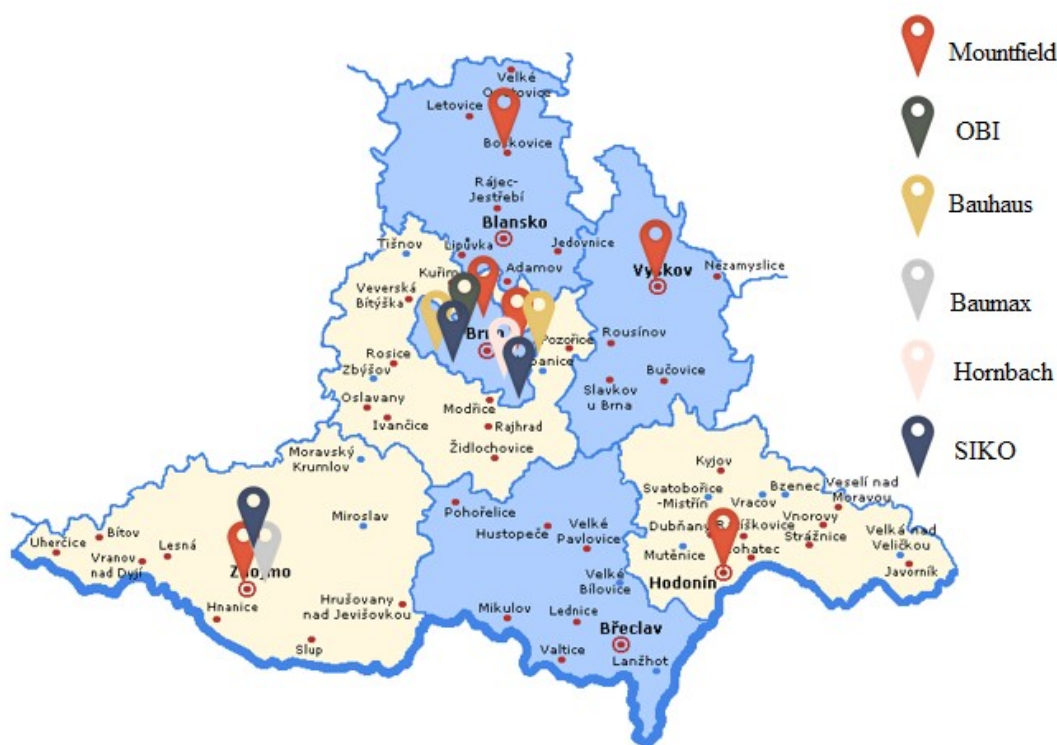 Mountfield
OBI
Bauhaus
Baumax
Hornbach
SIKO
Velké
Letovice
Boskovice
Rájec-
Jestřebí
Blansko
Tišnov
Lipůvka
Jedovnice
Kuřim
Adamov
Vyškov
Nezamyslice
Veverská
Bítýška
Brno
Pozořice
Rousínov
Rosice
Zbýšov
Slavkov
u Brna
Bučovice
Oslavany
Ivančice
Modřice
Rajhrad
Židlochovice
Moravský
Krumlov
Kyjov
Svatobořice
-Mistřín
Bzenec
Veselí nad
Moravou
Vracov
Miroslav
Pohořelice
Hustopeče
Velké
Pavlovice
Dubňany
Vnorovy
Strážnice
Velká nad
Veličkou
Javorník
Mutěnice
Hodonín
Bítov
Uherčice
Vranov
nad Dyjí
Lesná
Znojmo
Hnanice
Hrušovany
nad Jevišovkou
Slup
Velké
Bílovice
Mikulov
Lednice
Břeclav
Valtice
Lanžhot